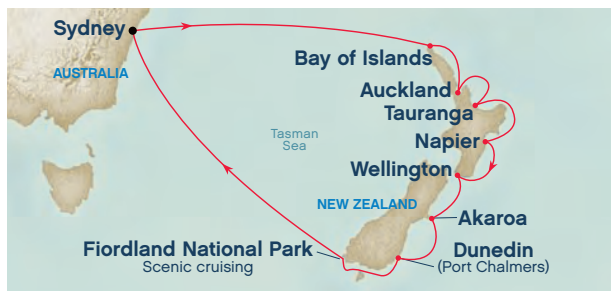 Sydney
AUSTRALIA
Bay of Islands
Auckland
Tauranga
Tasman
Sea
Napier
Wellington
NEW ZEALAND
Akaroa
Fiordland National Park
Scenic cruising
Dunedin
(Port Chalmers)